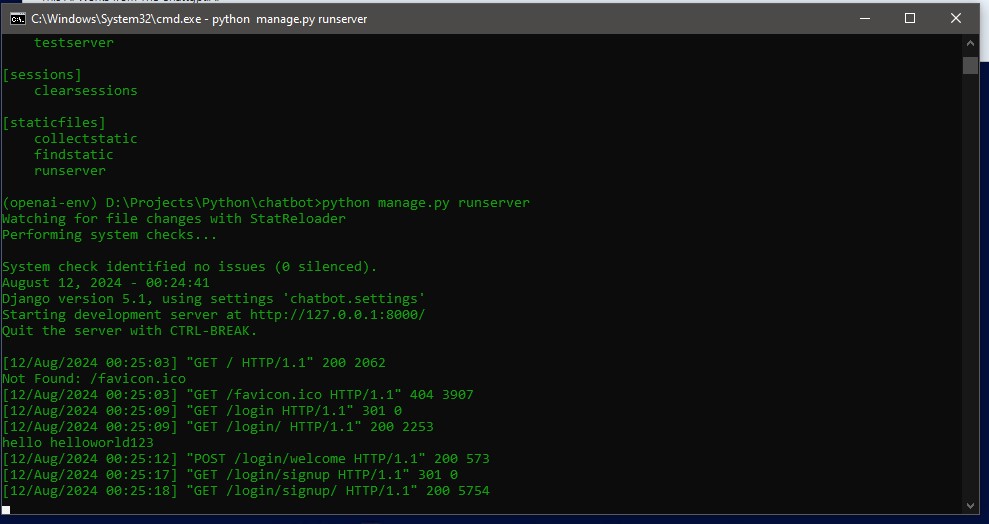 C:\Windows\System32\cmd.exe - python  manage.py runserver
testserver
[sessions]
clearsessions
[staticfiles]
collectstatic
findstatic
runserver
(openai-env) D:\Projects\Python\chatbot>python manage.py runserver
Watching for file changes with StatReloader
Performing system checks...
System check identified no issues (0 silenced).
August 12, 2024 - 00:24:41
Django version 5.1, using settings 'chatbot.settings'
Starting development server at http://127.0.0.1:8000/
Quit the server with CTRL-BREAK.
[12/Aug/2024 00:25:03] "GET / HTTP/1.1" 200 2062
Not Found: /favicon.ico
[12/Aug/2024 00:25:03] "GET /favicon.ico HTTP/1.1" 404 3907
[12/Aug/2024 00:25:09] "GET /login HTTP/1.1" 301 0
[12/Aug/2024 00:25:09] "GET /login/ HTTP/1.1" 200 2253
hello helloworld123
[12/Aug/2024 00:25:12] "POST /login/welcome HTTP/1.1" 200 573
[12/Aug/2024 00:25:17] "GET /login/signup HTTP/1.1" 301 0
[12/Aug/2024 00:25:18] "GET /login/signup/ HTTP/1.1" 200 5754